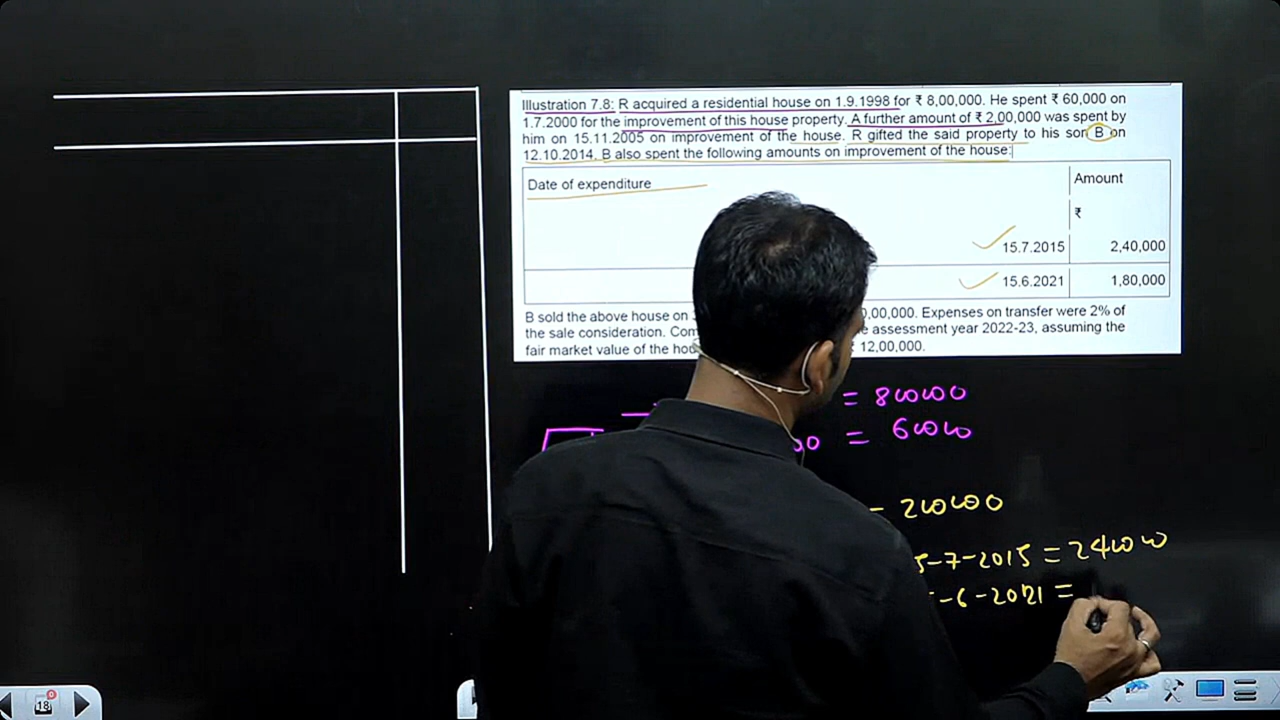 Illustration 7.8: R acquired a residential house on 1.9.1998 for ₹ 8,00,000. He spent ₹ 60,000 on
1.7.2000 for the improvement of this house property. A further amount of ₹ 2,00,000 was spent by
him on 15.11.2005 on improvement of the house. R gifted the said property to his son B on
12.10.2014. B also spent the following amounts on improvement of the house:
Date of expenditure Amount
₹
15.7.2015 2,40,000
15.6.2021 1,80,000
B sold the above house on 0,00,000. Expenses on transfer were 2% of
the sale consideration. Com assessment year 2022-23, assuming the
fair market value of the hou 12,00,000.
= 800000
= 60000
- 200000
5-7-2015 = 240000
-6-2021 =
18